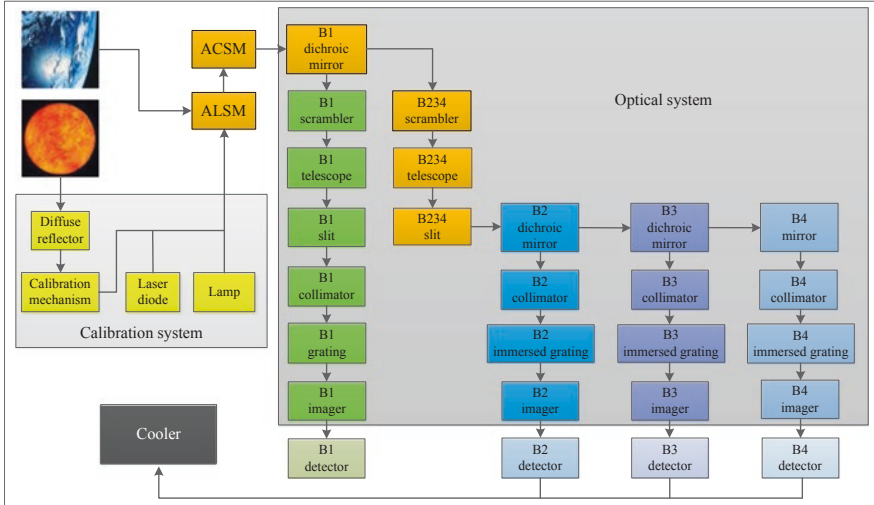 ACSM
ALSM
B1
dichroic
mirror
Optical system
B1
scrambler
B234
scrambler
B1
telescope
B234
telescope
B1
slit
B234
slit
B2
dichroic
mirror
B3
dichroic
mirror
B4
mirror
Diffuse
reflector
Calibration
mechanism
Laser
diode
Lamp
Calibration system
B1
collimator
B2
collimator
B3
collimator
B4
collimator
B1
grating
B2
immersed grating
B3
immersed grating
B4
immersed grating
B1
imager
B2
imager
B3
imager
B4
imager
Cooler
B1
detector
B2
detector
B3
detector
B4
detector